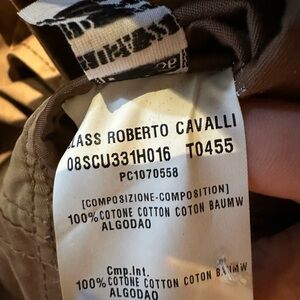 LASS ROBERTO CAVALLI
08SCU331H016 T0455
PC1070558
[COMPOSIZIONE-COMPOSITION]
100% COTONE COTTON COTON BAUMW
ALGODAO
Cmp.Int.
100% COTONE COTTON COTON BAUMW
ALGODAO